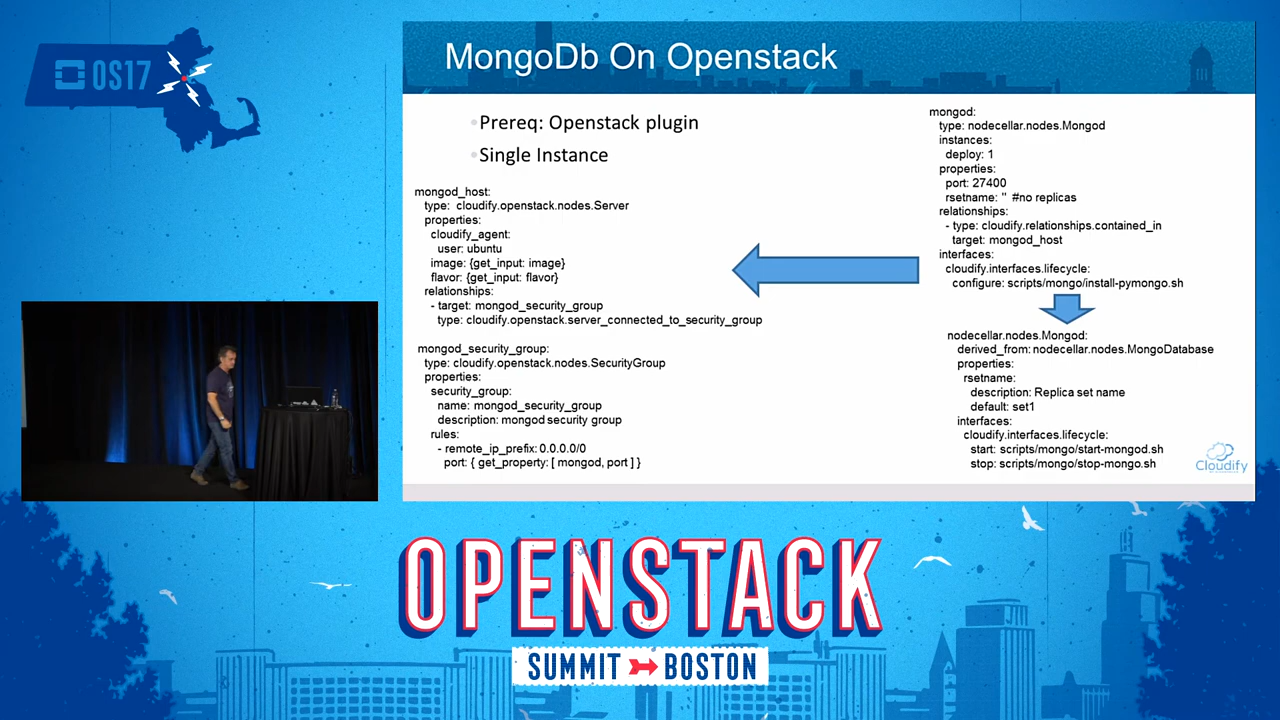 OS17
MongoDb On Openstack
Prereq: Openstack plugin
Single Instance
mongod_host:
type: cloudify.openstack.nodes.Server
properties:
cloudify_agent:
user: ubuntu
image: {get_input: image}
flavor: {get_input: flavor}
relationships:
- target: mongod_security_group
type: cloudify.openstack.server_connected_to_security_group
mongod_security_group:
type: cloudify.openstack.nodes.SecurityGroup
properties:
security_group:
name: mongod_security_group
description: mongod security group
rules:
- remote_ip_prefix: 0.0.0.0/0
port: { get_property: [ mongod, port ] }
mongod:
type: nodecellar.nodes.Mongod
instances:
deploy: 1
properties:
port: 27400
rsetname: '' #no replicas
relationships:
- type: cloudify.relationships.contained_in
target: mongod_host
interfaces:
cloudify.interfaces.lifecycle:
configure: scripts/mongo/install-pymongo.sh
nodecellar.nodes.Mongod:
derived_from: nodecellar.nodes.MongoDatabase
properties:
rsetname:
description: Replica set name
default: set1
interfaces:
cloudify.interfaces.lifecycle:
start: scripts/mongo/start-mongod.sh
stop: scripts/mongo/stop-mongo.sh
Cloudify
OPENSTACK
SUMMIT BOSTON